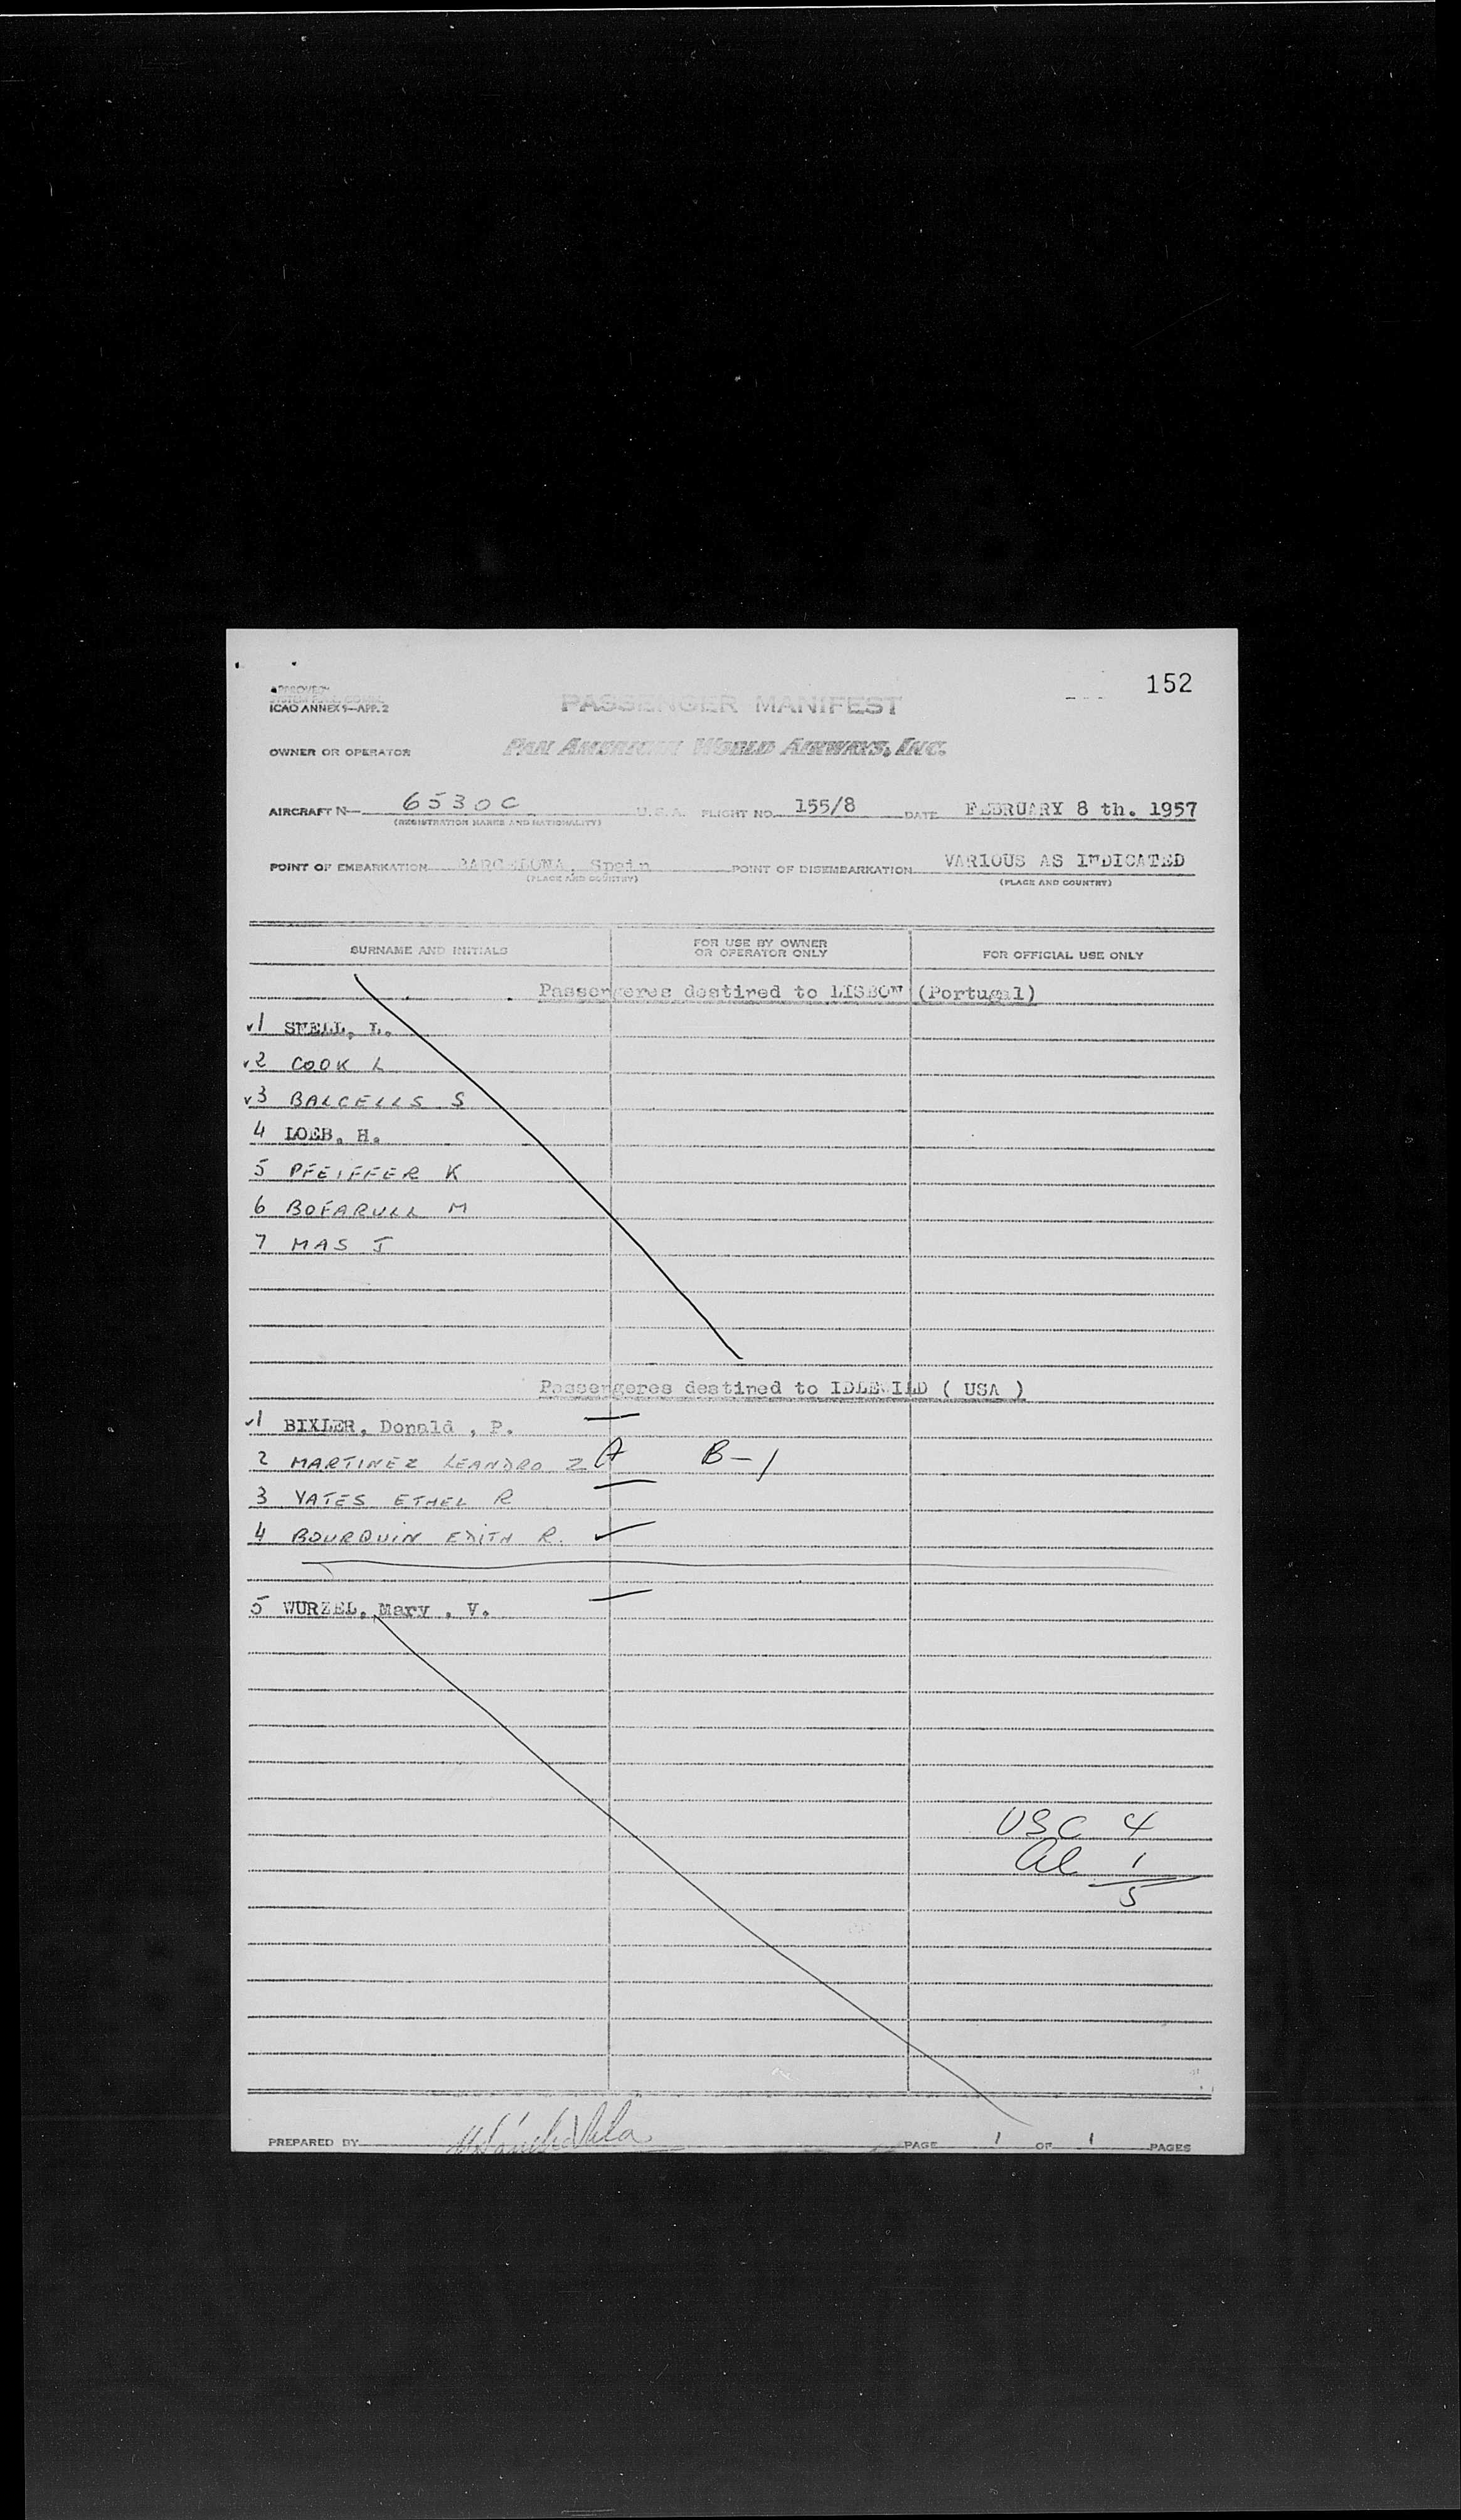 152
APPROVED
ICAO ANNEX 9—APP. 2
PASSENGER MANIFEST
OWNER OR OPERATOR PAN AMERICAN WORLD AIRWAYS, INC.
AIRCRAFT N— 6530C U.S.A. FLIGHT NO. 155/8 DATE FEBRUARY 8 th. 1957
(REGISTRATION MARKS AND NATIONALITY)
POINT OF EMBARKATION BARCELONA, Spain POINT OF DISEMBARKATION VARIOUS AS INDICATED
(PLACE AND COUNTRY) (PLACE AND COUNTRY)
SURNAME AND INITIALS FOR USE BY OWNER OR OPERATOR ONLY FOR OFFICIAL USE ONLY
Passengeres destined to LISBON (Portugal)
1 SNELL, L.
2 COOK L
3 BALCELLS S
4 LOEB, H.
5 PFEIFFER K
6 BOFARULL M
7 MAS J
Passengeres destined to IDLEWILD ( USA )
1 BIXLER, Donald , P.
2 MARTINEZ LEANDRO Z A B-1
3 YATES ETHEL R
4 BOURQUIN EDITH R.
5 WURZEL, Mary , V.
USC 4
al 1
5
PREPARED BY PAGE 1 OF 1 PAGES